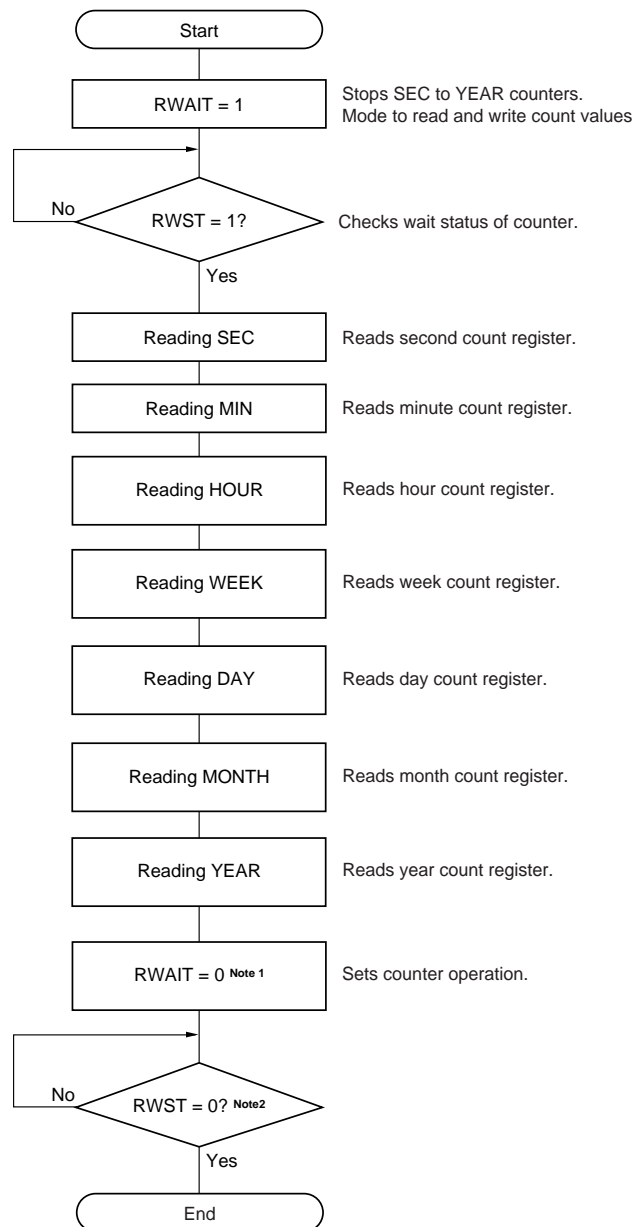 Start
RWAIT = 1
Stops SEC to YEAR counters.
Mode to read and write count values
No
RWST = 1?
Checks wait status of counter.
Yes
Reading SEC
Reads second count register.
Reading MIN
Reads minute count register.
Reading HOUR
Reads hour count register.
Reading WEEK
Reads week count register.
Reading DAY
Reads day count register.
Reading MONTH
Reads month count register.
Reading YEAR
Reads year count register.
RWAIT = 0 Note 1
Sets counter operation.
No
RWST = 0? Note2
Yes
End